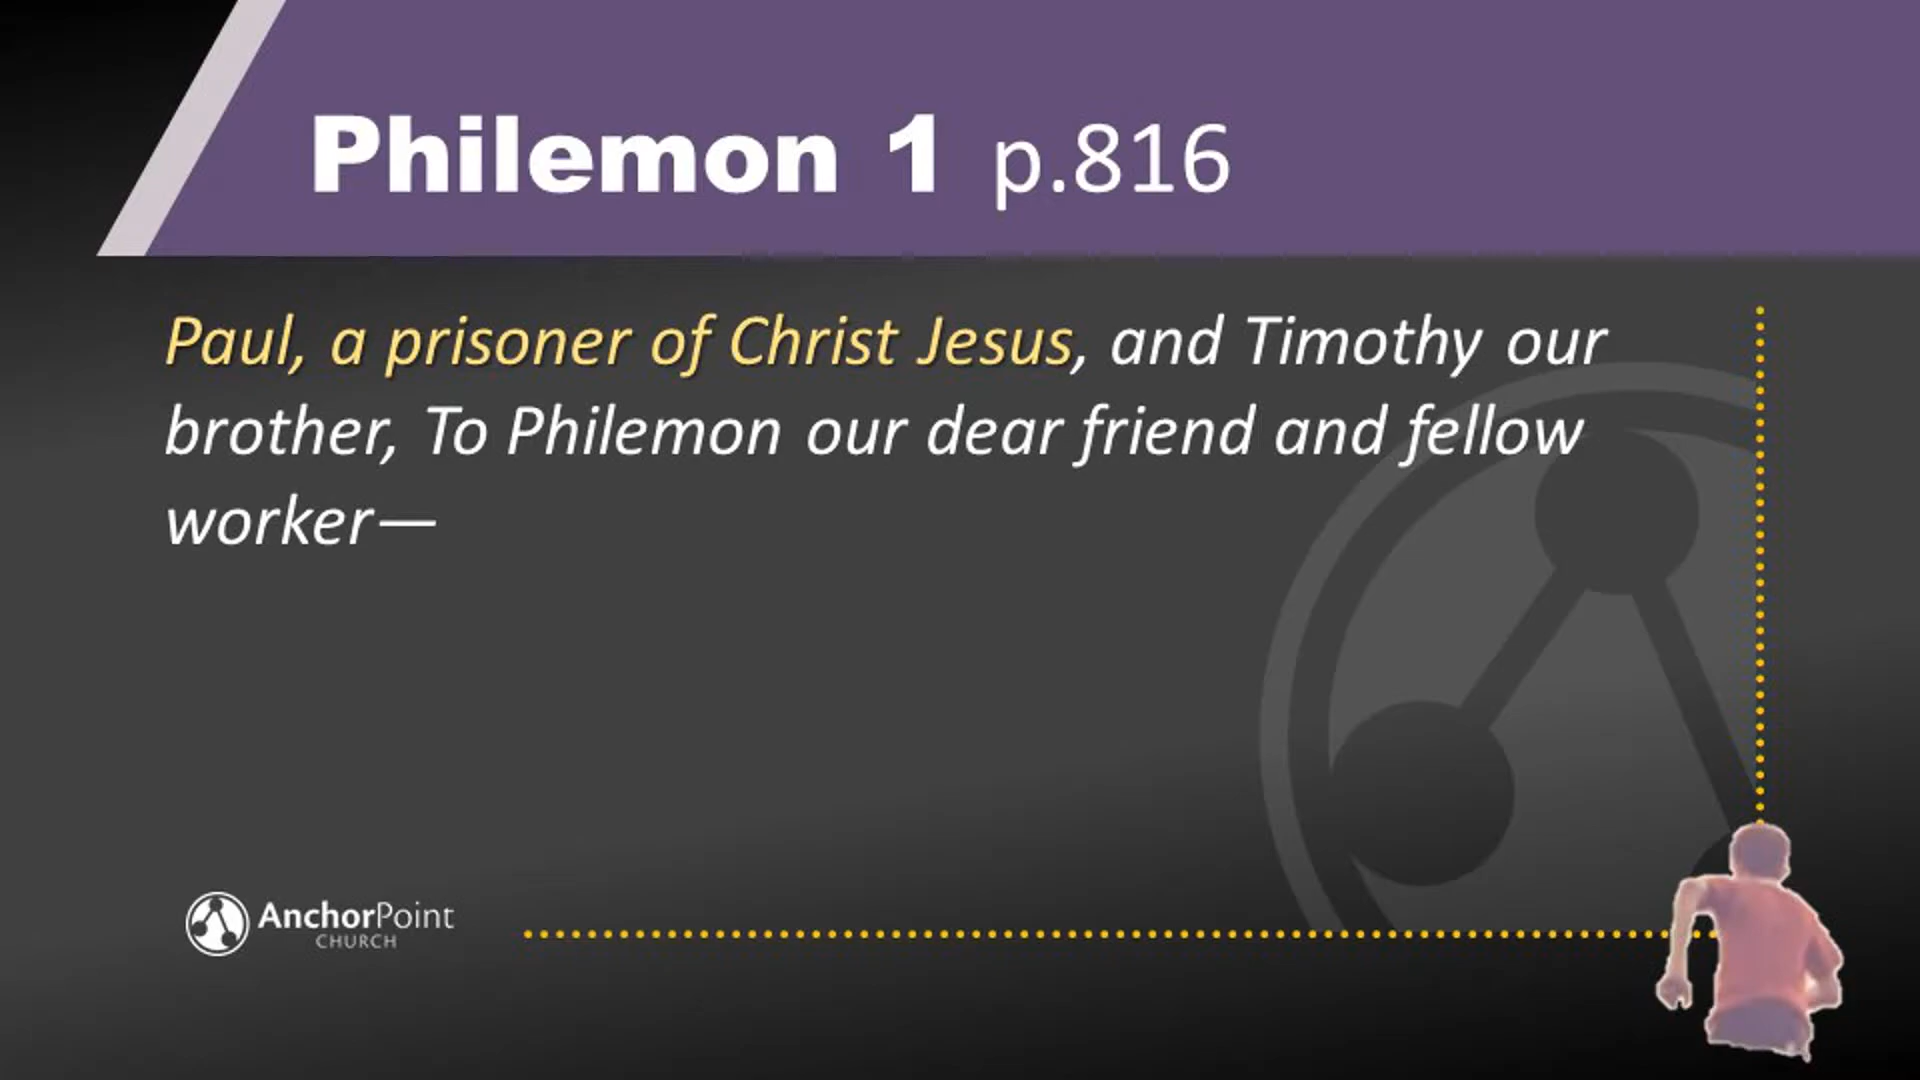 Philemon 1 p.816
Paul, a prisoner of Christ Jesus, and Timothy our
brother, To Philemon our dear friend and fellow
worker—
AnchorPoint
CHURCH